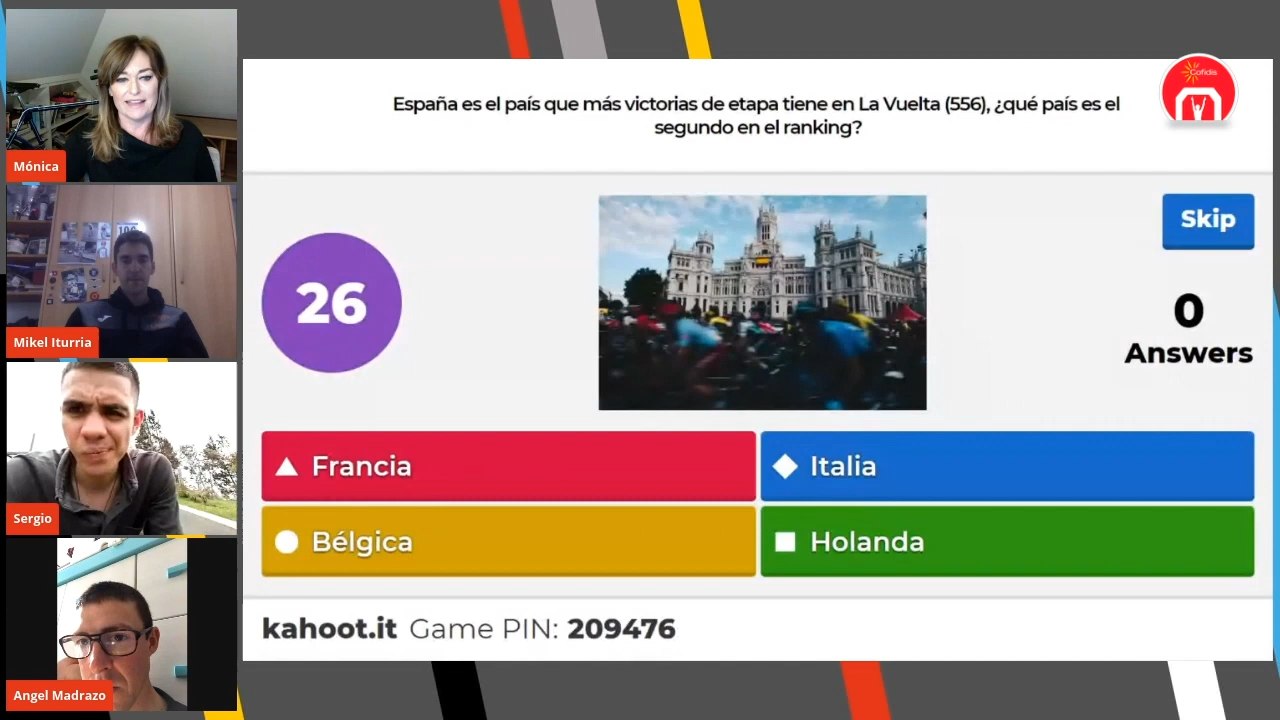 España es el país que más victorias de etapa tiene en La Vuelta (556), ¿qué país es el
segundo en el ranking?
Cofidis
Skip
26
0
Answers
Francia
Italia
Bélgica
Holanda
kahoot.it Game PIN: 209476
Mónica
Mikel Iturria
Sergio
Angel Madrazo